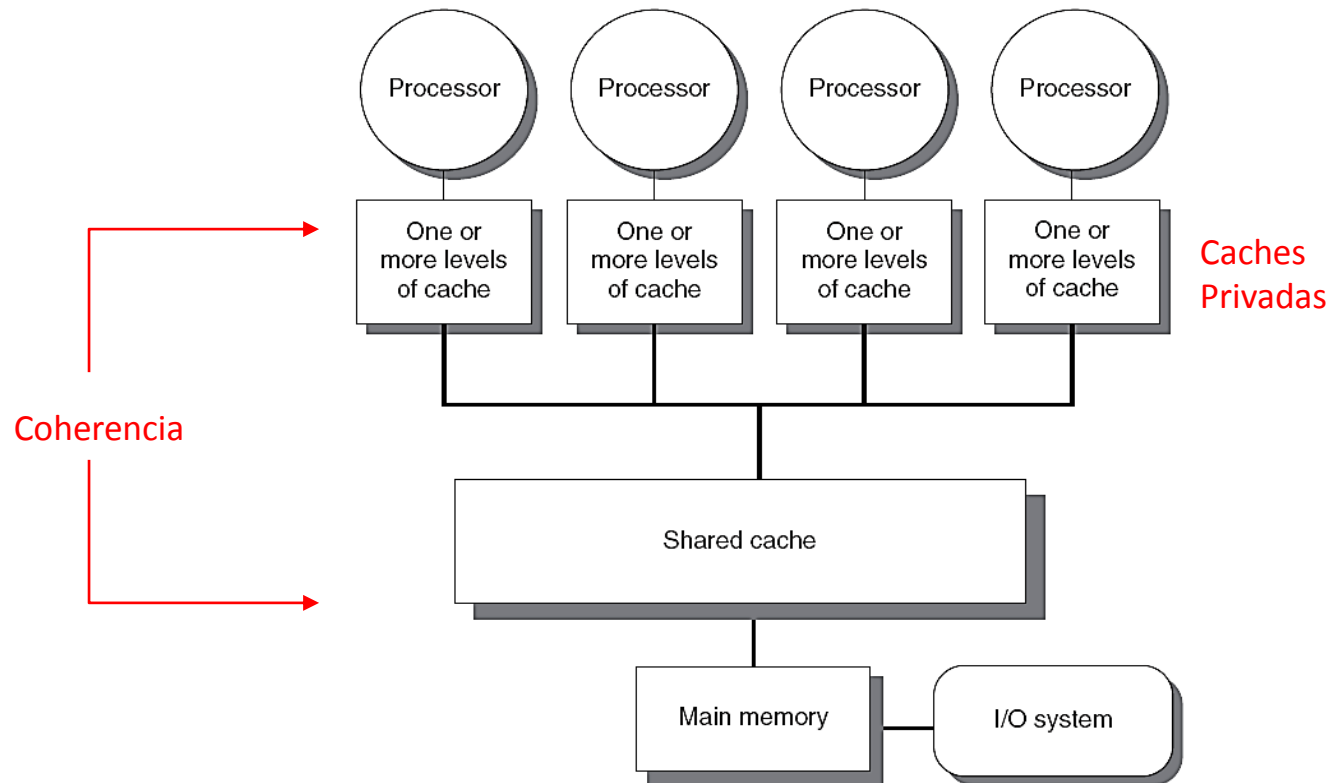 Processor
Processor
Processor
Processor
One or
more levels
of cache
One or
more levels
of cache
One or
more levels
of cache
One or
more levels
of cache
Caches
Privadas
Coherencia
Shared cache
Main memory
I/O system